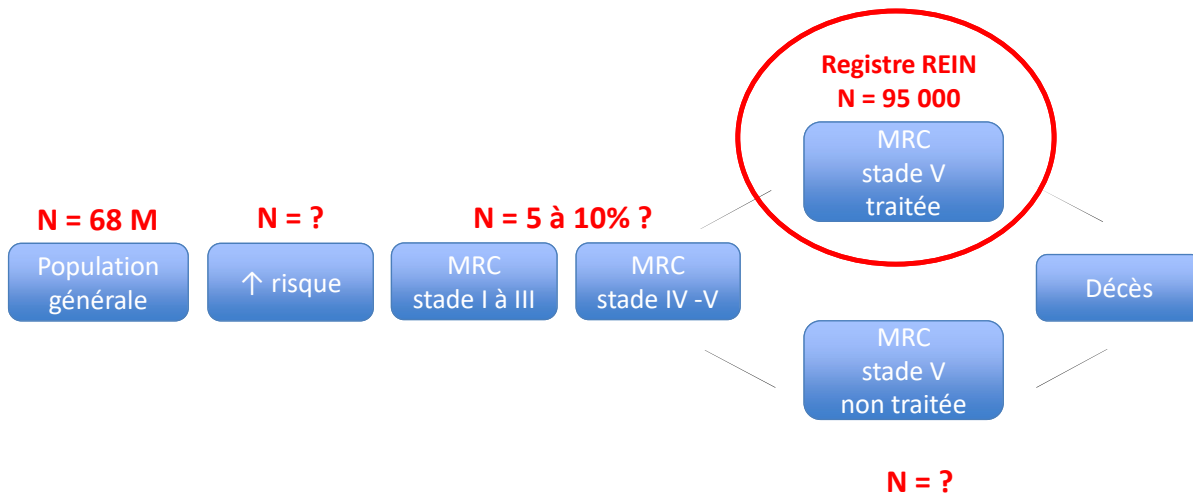 Registre REIN
N = 95 000
MRC
stade V
traitée
N = 68 M
N = ?
N = 5 à 10% ?
Population
générale
↑ risque
MRC
stade I à III
MRC
stade IV -V
Décès
MRC
stade V
non traitée
N = ?